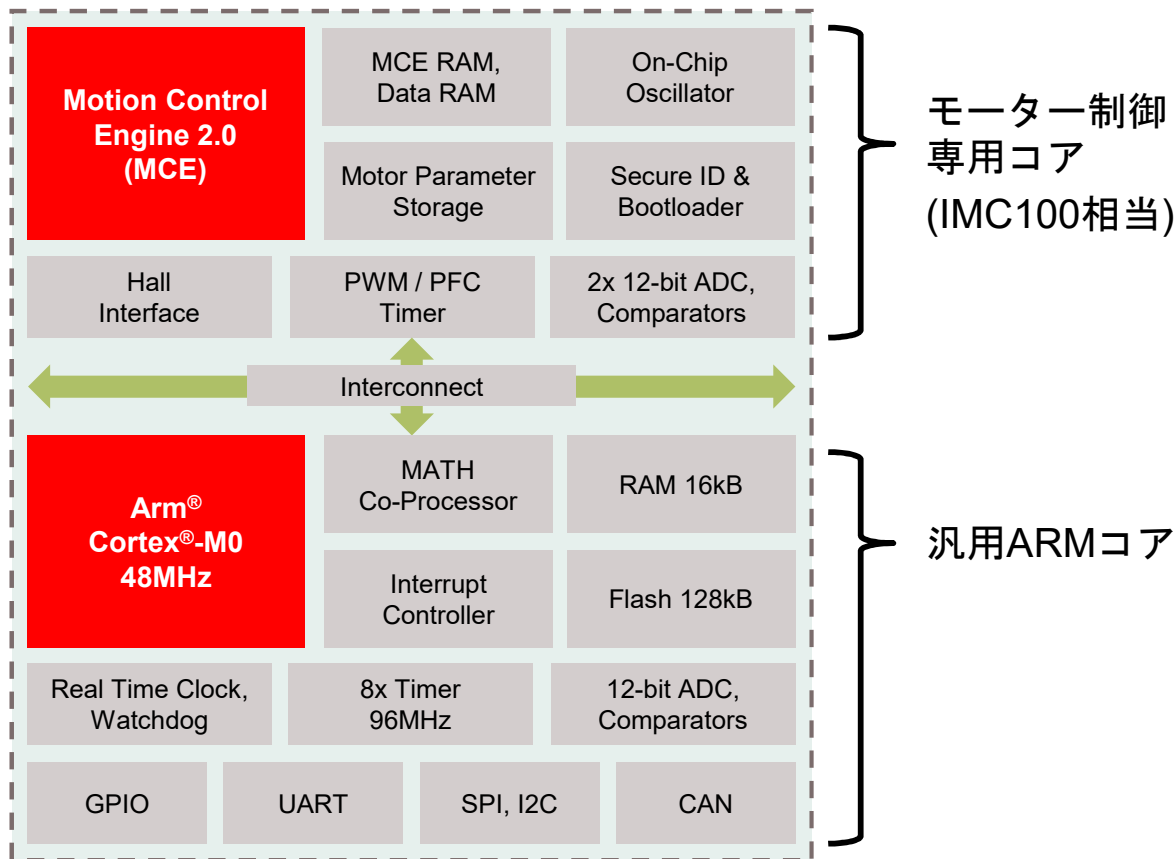 Motion Control
Engine 2.0
(MCE)
MCE RAM,
Data RAM
On-Chip
Oscillator
Motor Parameter
Storage
Secure ID &
Bootloader
Hall
Interface
PWM / PFC
Timer
2x 12-bit ADC,
Comparators
モーター制御
専用コア
(IMC100相当)
Interconnect
Arm®
Cortex®-M0
48MHz
MATH
Co-Processor
RAM 16kB
Interrupt
Controller
Flash 128kB
Real Time Clock,
Watchdog
8x Timer
96MHz
12-bit ADC,
Comparators
GPIO
UART
SPI, I2C
CAN
汎用ARMコア